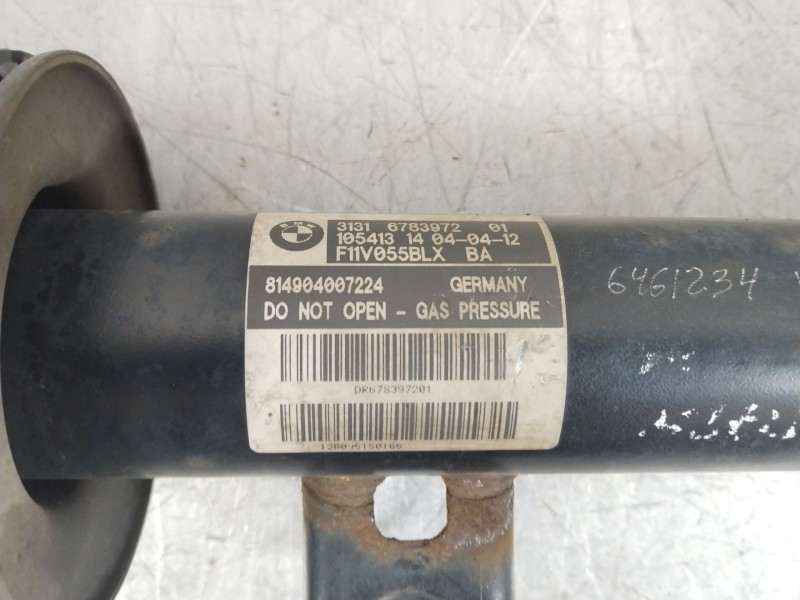 BMW
3131 6783972 01
105413 14 04-04-12
F11V055BLX BA
814904007224 GERMANY
DO NOT OPEN - GAS PRESSURE
DR678397201
6461234